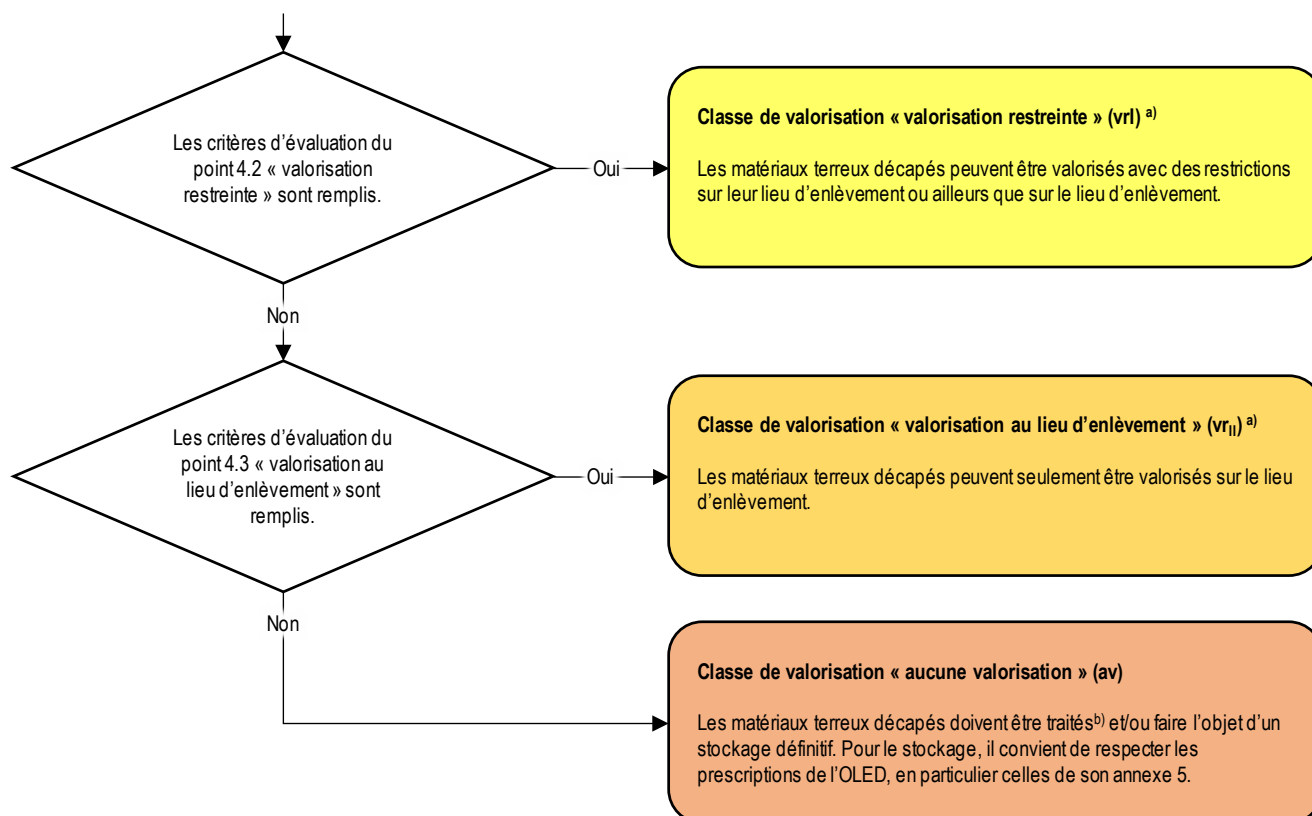 Les critères d’évaluation du
point 4.2 « valorisation
restreinte » sont remplis.
Oui
Classe de valorisation « valorisation restreinte » (vrI) a)
Les matériaux terreux décapés peuvent être valorisés avec des restrictions
sur leur lieu d’enlèvement ou ailleurs que sur le lieu d’enlèvement.
Non
Les critères d’évaluation du
point 4.3 « valorisation au
lieu d’enlèvement » sont
remplis.
Oui
Classe de valorisation « valorisation au lieu d’enlèvement » (vrII) a)
Les matériaux terreux décapés peuvent seulement être valorisés sur le lieu
d’enlèvement.
Non
Classe de valorisation « aucune valorisation » (av)
Les matériaux terreux décapés doivent être traités b) et/ou faire l’objet d’un
stockage définitif. Pour le stockage, il convient de respecter les
prescriptions de l’OLED, en particulier celles de son annexe 5.